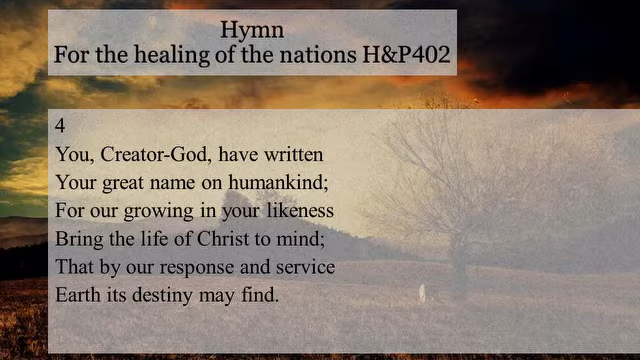 Hymn
For the healing of the nations H&P402
4
You, Creator-God, have written
Your great name on humankind;
For our growing in your likeness
Bring the life of Christ to mind;
That by our response and service
Earth its destiny may find.